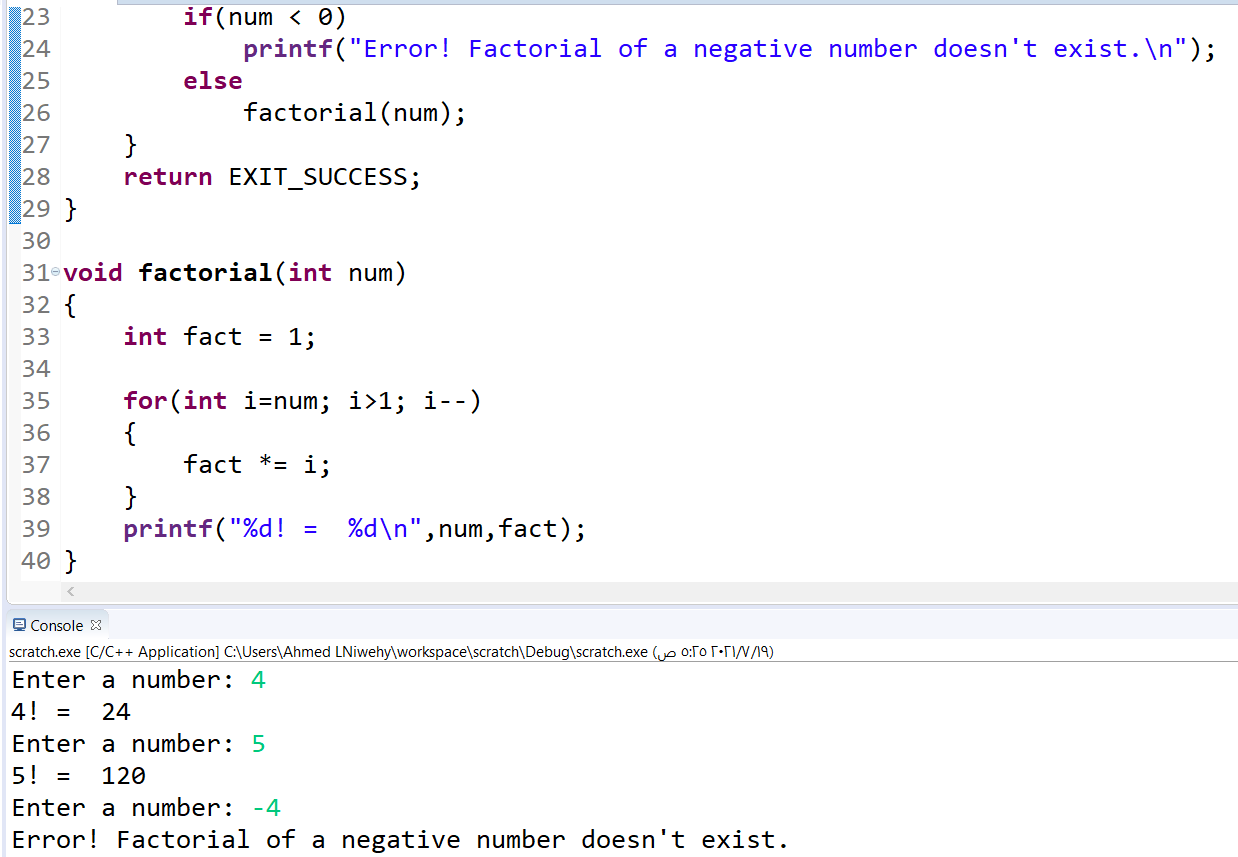 23 if(num < 0)
24 printf("Error! Factorial of a negative number doesn't exist.\n");
25 else
26 factorial(num);
27 }
28 return EXIT_SUCCESS;
29 }
30
31 void factorial(int num)
32 {
33 int fact = 1;
34
35 for(int i=num; i>1; i--)
36 {
37 fact *= i;
38 }
39 printf("%d! =  %d\n",num,fact);
40 }
Console
scratch.exe [C/C++ Application] C:\Users\Ahmed LNiwehy\workspace\scratch\Debug\scratch.exe (٢٠٢١/٧/١٩ ٥:٢٥ ص)
Enter a number: 4
4! =  24
Enter a number: 5
5! =  120
Enter a number: -4
Error! Factorial of a negative number doesn't exist.